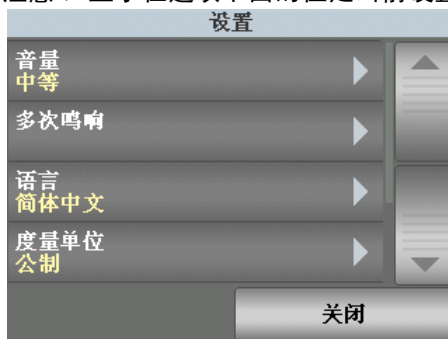 设置
音量
中等
多次鸣响
语言
简体中文
度量单位
公制
关闭